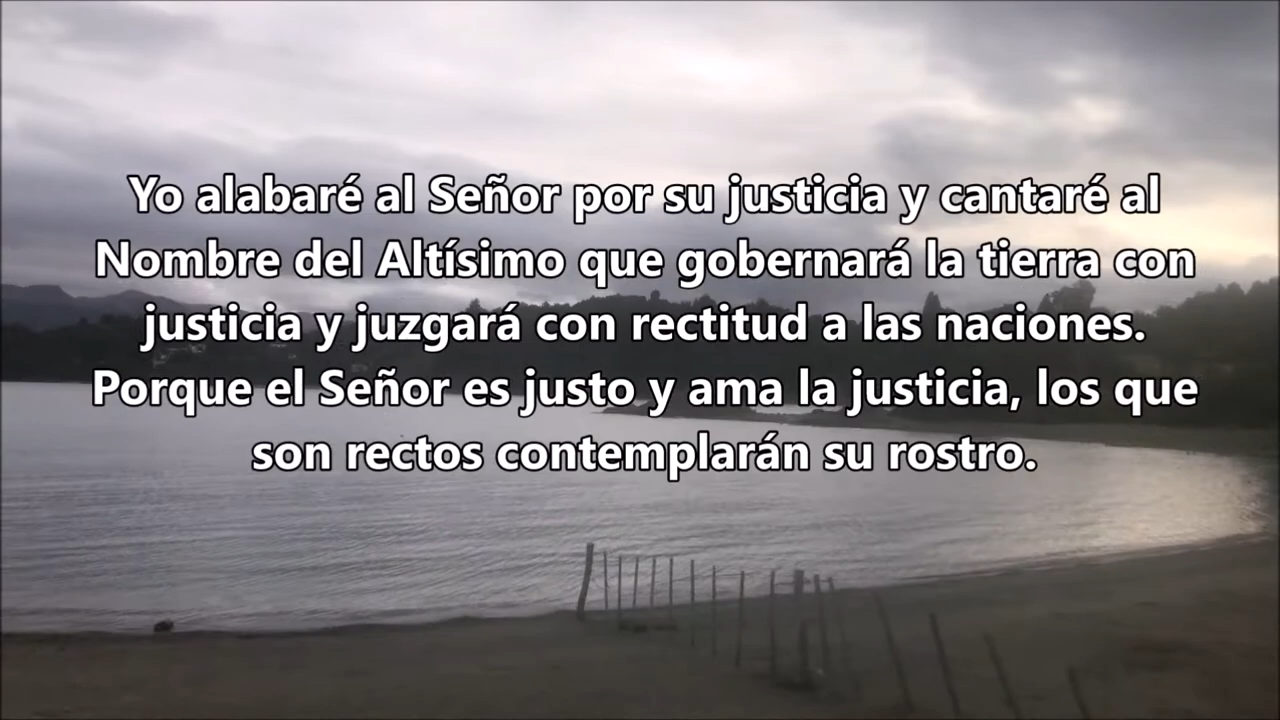 Yo alabaré al Señor por su justicia y cantaré al
Nombre del Altísimo que gobernará la tierra con
justicia y juzgará con rectitud a las naciones.
Porque el Señor es justo y ama la justicia, los que
son rectos contemplarán su rostro.